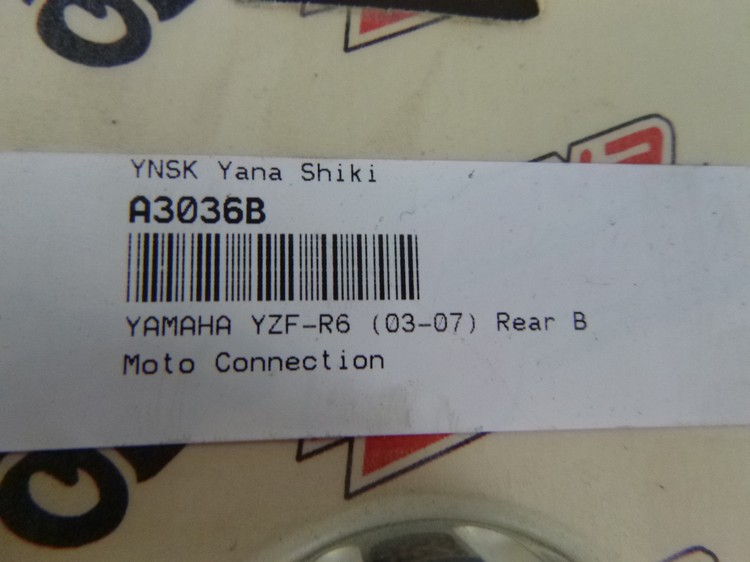 YNSK Yana Shiki
A3036B
YAMAHA YZF-R6 (03-07) Rear B
Moto Connection